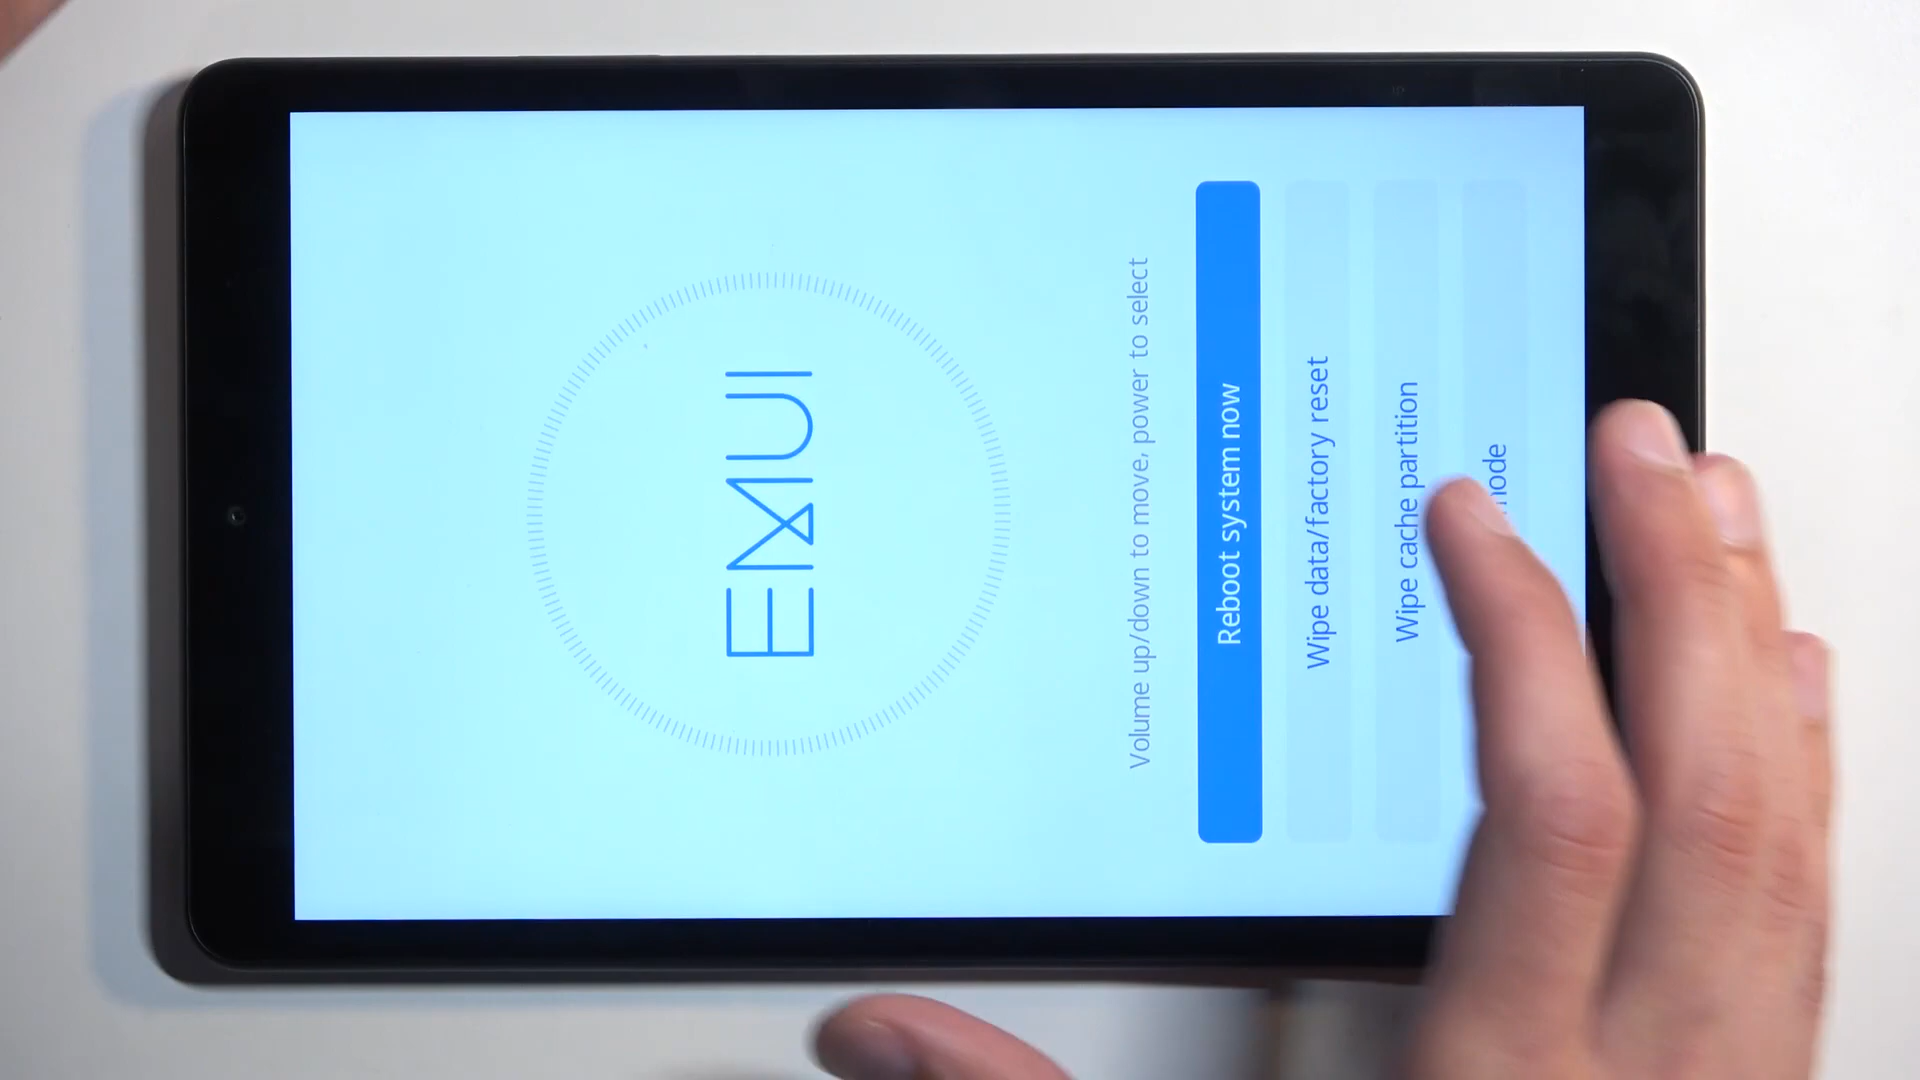 EMUI
Volume up/down to move, power to select
Reboot system now
Wipe data/factory reset
Wipe cache partition